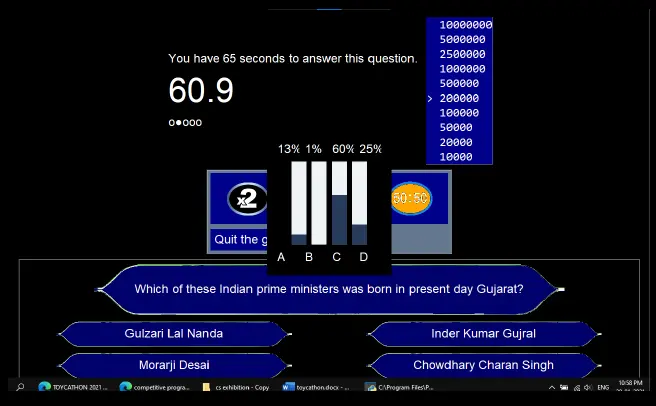 You have 65 seconds to answer this question.
60.9
10000000
5000000
2500000
1000000
500000
> 200000
100000
50000
20000
10000
13% 1% 60% 25%
x2
50:50
Quit the g
A B C D
Which of these Indian prime ministers was born in present day Gujarat?
Gulzari Lal Nanda
Inder Kumar Gujral
Morarji Desai
Chowdhary Charan Singh
TOYCATHON 2021 ...
competitive progra...
cs exhibition - Copy
toycathon.docx - ...
C:\Program Files\P...
ENG
10:58 PM